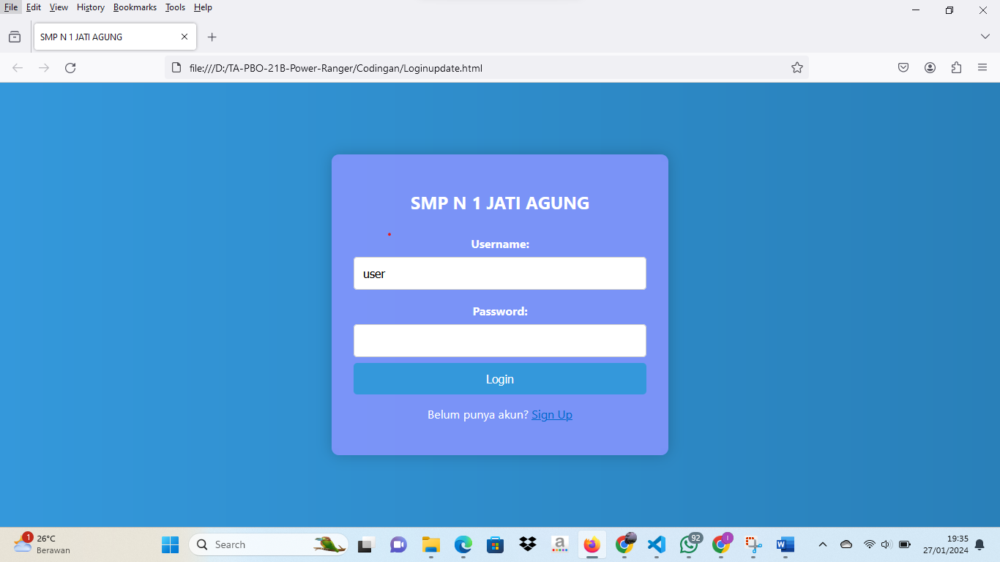 File Edit View History Bookmarks Tools Help
SMP N 1 JATI AGUNG
file:///D:/TA-PBO-21B-Power-Ranger/Codingan/Loginupdate.html
SMP N 1 JATI AGUNG
Username:
user
Password:
Login
Belum punya akun? Sign Up
1
26°C
Berawan
Search
a
92
I
19:35
27/01/2024